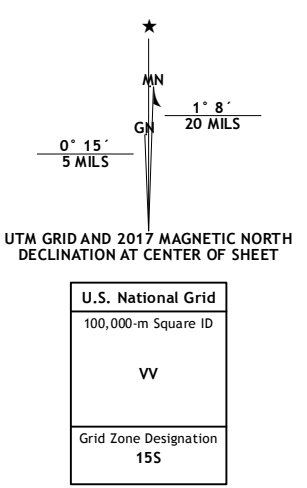 ★
MN
1° 8´
20 MILS
GN
0° 15´
5 MILS
UTM GRID AND 2017 MAGNETIC NORTH
DECLINATION AT CENTER OF SHEET
U.S. National Grid
100,000-m Square ID
VV
Grid Zone Designation
15S